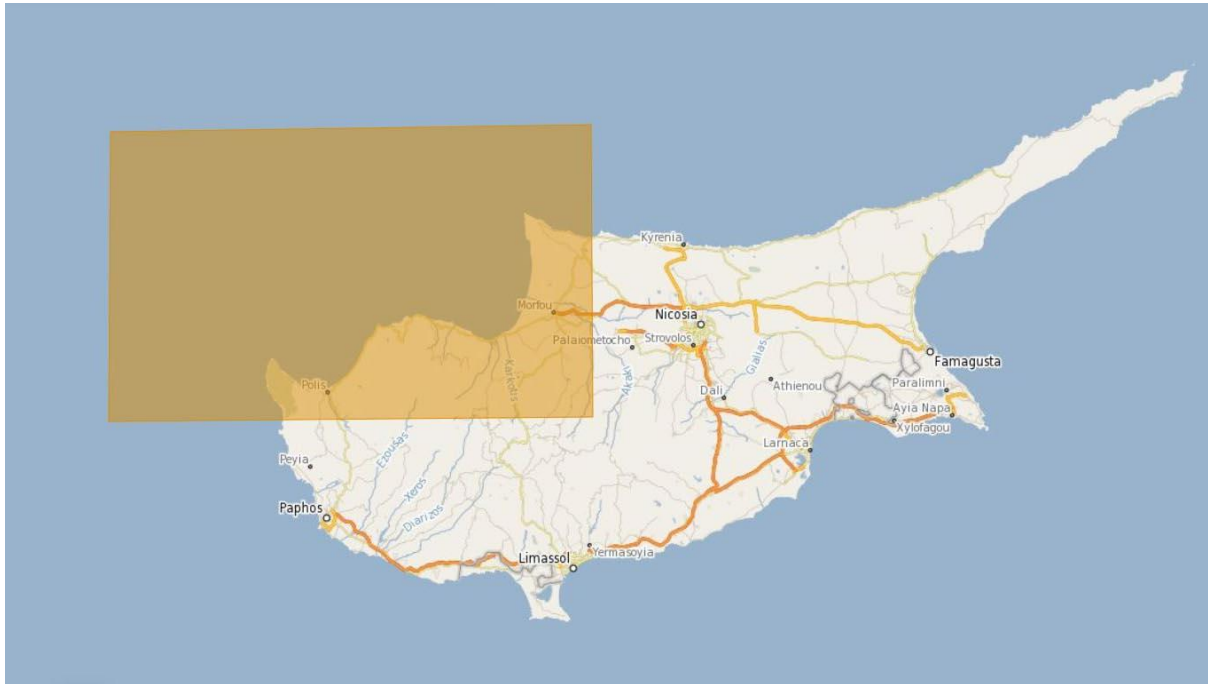 Kyrenia
Morfou
Nicosia
Palaiometocho
Strovolos
Gialias
Famagusta
Athienou
Paralimni
Polis
Karkotis
Akaki
Dali
Ayia Napa
Xylofagou
Ezousas
Larnaca
Peyia
Xeros
Paphos
Diarizos
Limassol
Yermasoyia